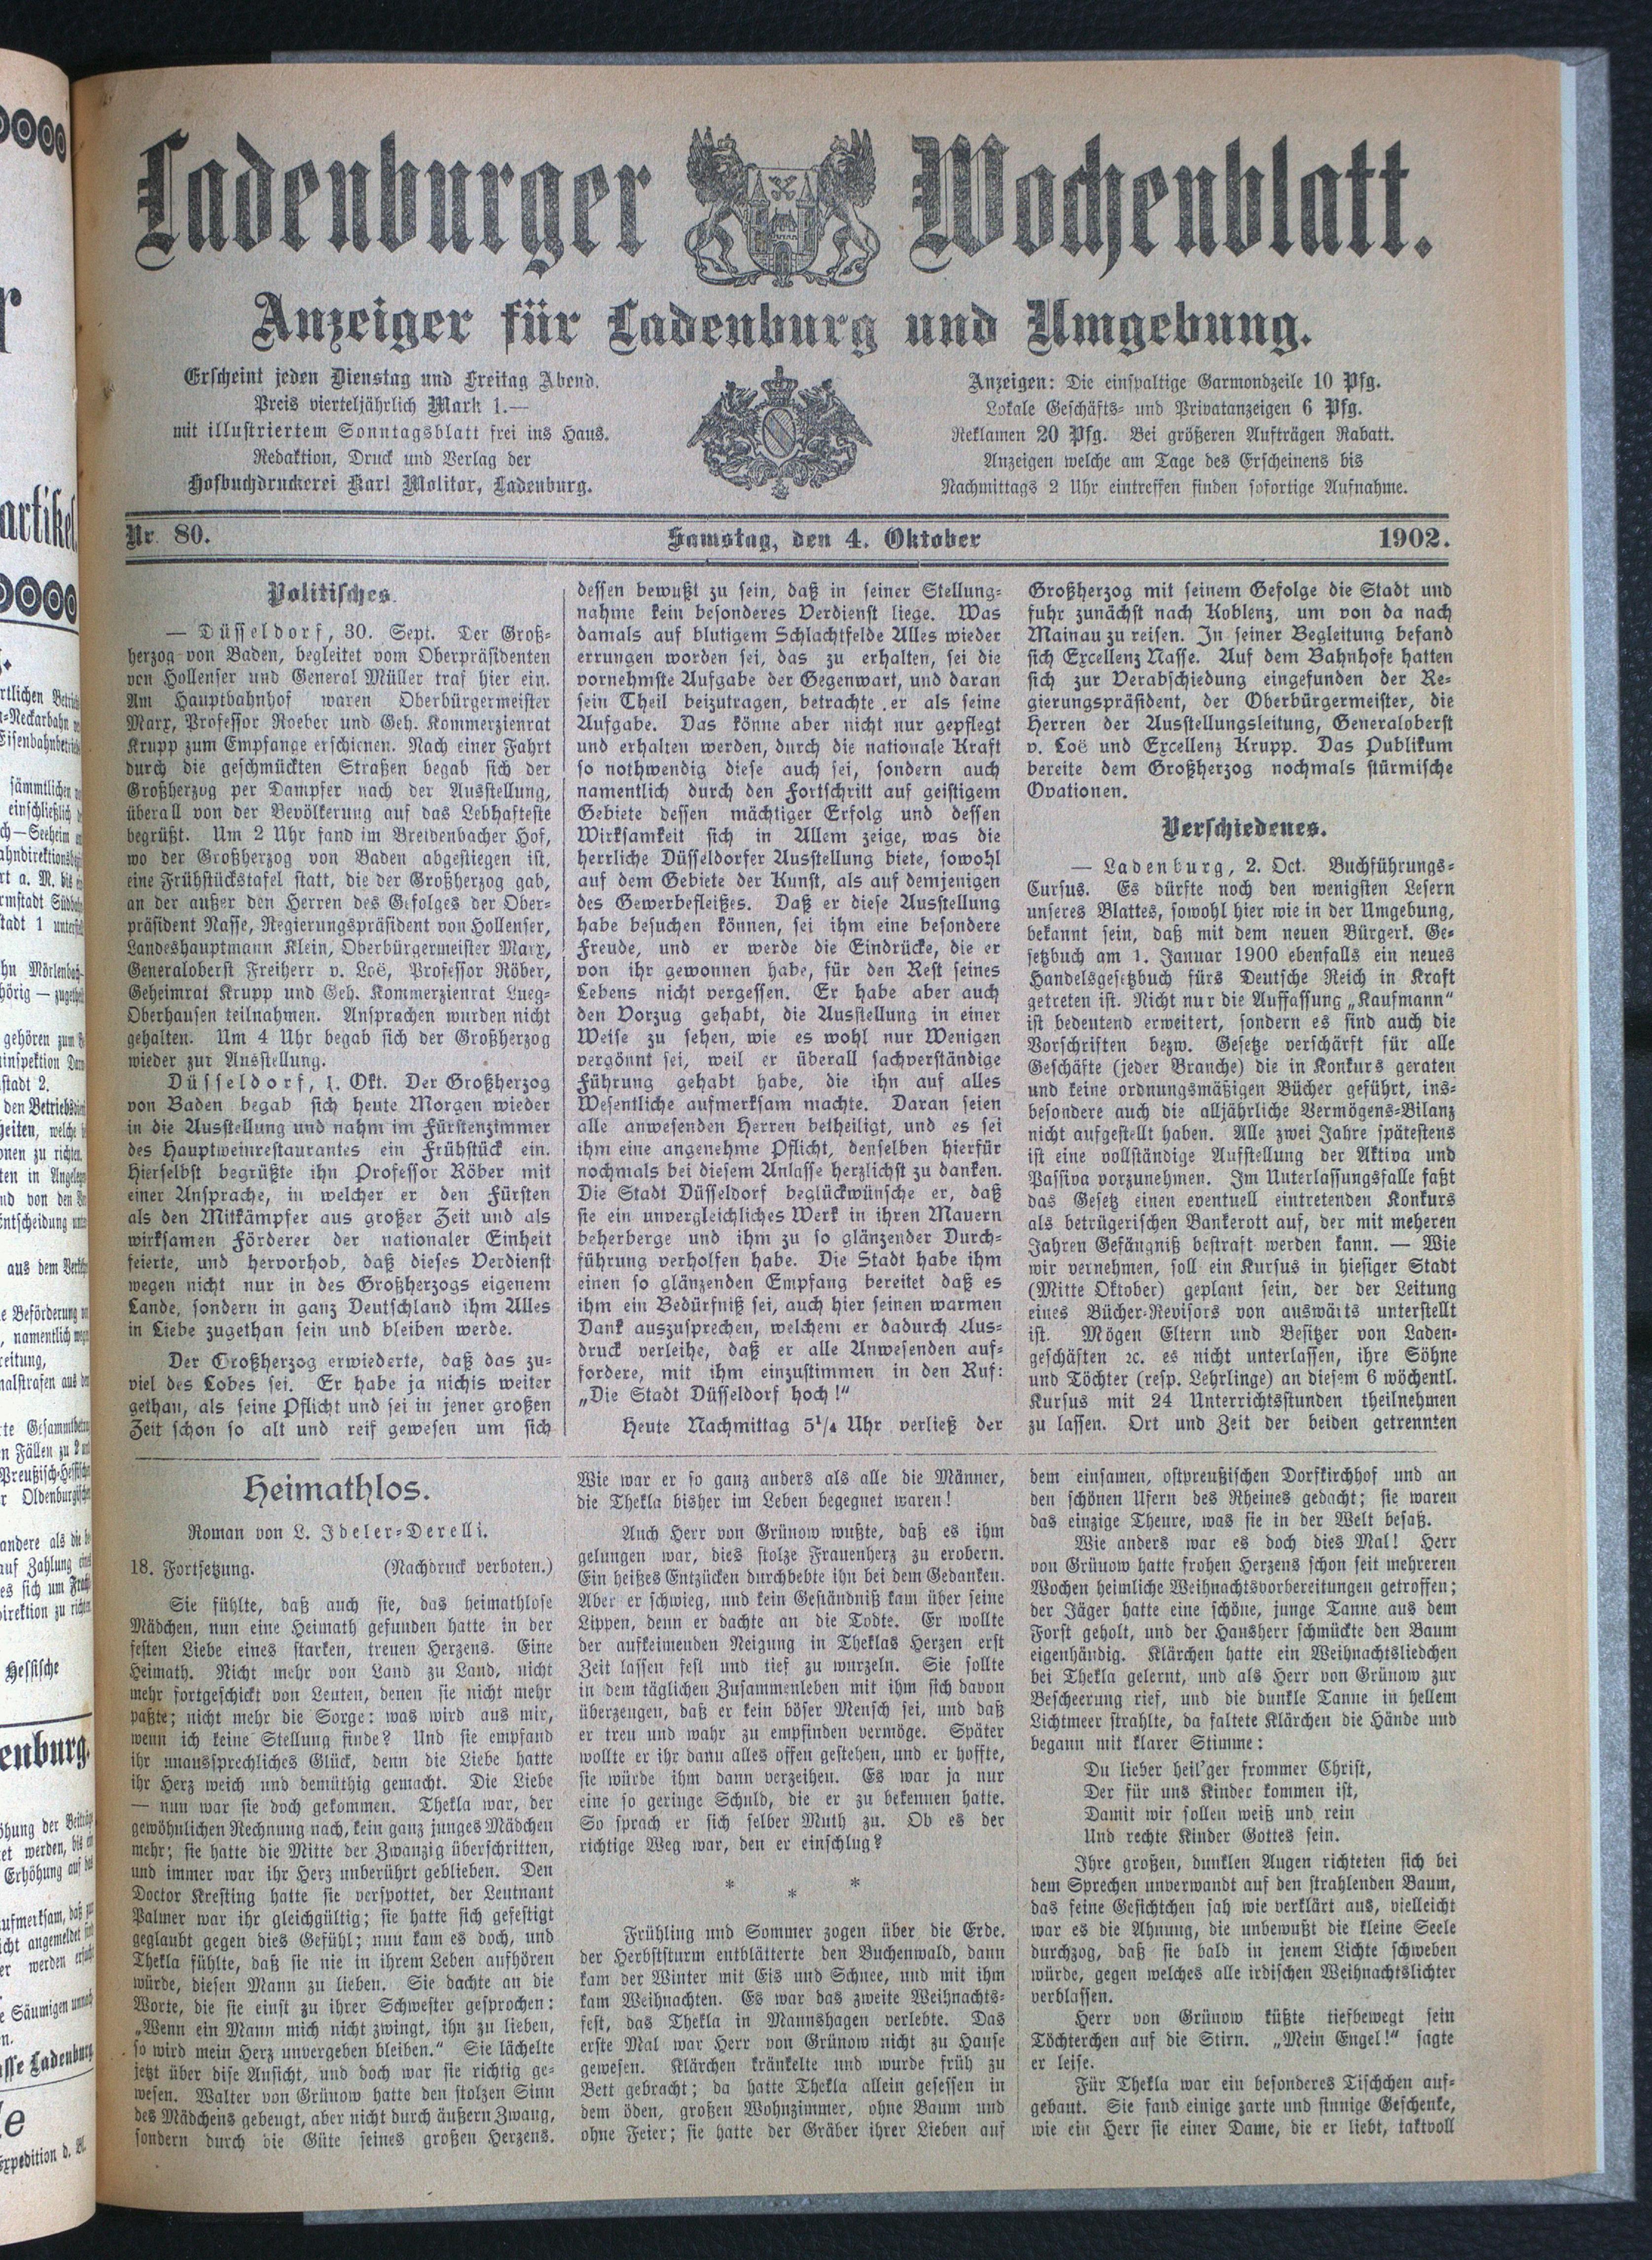 Ladenburger Wochenblatt.
Anzeiger für Ladenburg und Umgebung.
Erscheint jeden Dienstag und Freitag Abend.
Preis vierteljährlich Mark 1.—
mit illustriertem Sonntagsblatt frei ins Haus.
Redaktion, Druck und Verlag der
Hofbuchdruckerei Karl Molitor, Ladenburg.
Anzeigen: Die einspaltige Garmondzeile 10 Pfg.
Lokale Geschäfts- und Privatanzeigen 6 Pfg.
Reklamen 20 Pfg. Bei größeren Aufträgen Rabatt.
Anzeigen welche am Tage des Erscheinens bis
Nachmittags 2 Uhr eintreffen finden sofortige Aufnahme.
Nr. 80.
Samstag, den 4. Oktober
1902.
Politisches.
— Düsseldorf, 30. Sept. Der Groß-
herzog von Baden, begleitet vom Oberpräsidenten
von Hollenfer und General Müller traf hier ein.
Am Hauptbahnhof waren Oberbürgermeister
Marx, Professor Roeber und Geh. Kommerzienrat
Krupp zum Empfange erschienen. Nach einer Fahrt
durch die geschmückten Straßen begab sich der
Großherzog per Dampfer nach der Ausstellung,
überall von der Bevölkerung auf das Lebhafteste
begrüßt. Um 2 Uhr fand im Breidenbacher Hof,
wo der Großherzog von Baden abgestiegen ist,
eine Frühstückstafel statt, die der Großherzog gab,
an der außer den Herren des Gefolges der Ober-
präsident Nasse, Regierungspräsident von Hollenfer,
Landeshauptmann Klein, Oberbürgermeister Marx,
Generaloberst Freiherr v. Loë, Professor Röber,
Geheimrat Krupp und Geh. Kommerzienrat Lueg-
Oberhausen teilnahmen. Ansprachen wurden nicht
gehalten. Um 4 Uhr begab sich der Großherzog
wieder zur Ausstellung.
Düsseldorf, 1. Okt. Der Großherzog
von Baden begab sich heute Morgen wieder
in die Ausstellung und nahm im Fürstenzimmer
des Hauptweinrestaurantes ein Frühstück ein.
Hierselbst begrüßte ihn Professor Röber mit
einer Ansprache, in welcher er den Fürsten
als den Mitkämpfer aus großer Zeit und als
wirksamen Förderer der nationaler Einheit
feierte, und hervorhob, daß dieses Verdienst
wegen nicht nur in des Großherzogs eigenem
Lande, sondern in ganz Deutschland ihm Alles
in Liebe zugethan sein und bleiben werde.
Der Großherzog erwiederte, daß das zu-
viel des Lobes sei. Er habe ja nichis weiter
gethan, als seine Pflicht und sei in jener großen
Zeit schon so alt und reif gewesen um sich
dessen bewußt zu sein, daß in seiner Stellung-
nahme kein besonderes Verdienst liege. Was
damals auf blutigem Schlachtfelde Alles wieder
errungen worden sei, das zu erhalten, sei die
vornehmste Aufgabe der Gegenwart, und daran
sein Theil beizutragen, betrachte er als seine
Aufgabe. Das könne aber nicht nur gepflegt
und erhalten werden, durch die nationale Kraft
so nothwendig diese auch sei, sondern auch
namentlich durch den Fortschritt auf geistigem
Gebiete dessen mächtiger Erfolg und dessen
Wirksamkeit sich in Allem zeige, was die
herrliche Düsseldorfer Ausstellung biete, sowohl
auf dem Gebiete der Kunst, als auf demjenigen
des Gewerbefleißes. Daß er diese Ausstellung
habe besuchen können, sei ihm eine besondere
Freude, und er werde die Eindrücke, die er
von ihr gewonnen habe, für den Rest seines
Lebens nicht vergessen. Er habe aber auch
den Vorzug gehabt, die Ausstellung in einer
Weise zu sehen, wie es wohl nur Wenigen
vergönnt sei, weil er überall sachverständige
Führung gehabt habe, die ihn auf alles
Wesentliche aufmerksam machte. Daran seien
alle anwesenden Herren betheiligt, und es sei
ihm eine angenehme Pflicht, denselben hierfür
nochmals bei diesem Anlasse herzlichst zu danken.
Die Stadt Düsseldorf beglückwünsche er, daß
sie ein unvergleichliches Werk in ihren Mauern
beherberge und ihm zu so glänzender Durch-
führung verholfen habe. Die Stadt habe ihm
einen so glänzenden Empfang bereitet daß es
ihm ein Bedürfniß sei, auch hier seinen warmen
Dank auszusprechen, welchem er dadurch Aus-
druck verleihe, daß er alle Anwesenden auf-
fordere, mit ihm einzustimmen in den Ruf:
„Die Stadt Düsseldorf hoch!“
Heute Nachmittag 5¹/₄ Uhr verließ der
Großherzog mit seinem Gefolge die Stadt und
fuhr zunächst nach Koblenz, um von da nach
Mainau zu reisen. In seiner Begleitung befand
sich Excellenz Nasse. Auf dem Bahnhofe hatten
sich zur Verabschiedung eingefunden der Re-
gierungspräsident, der Oberbürgermeister, die
Herren der Ausstellungsleitung, Generaloberst
v. Loë und Excellenz Krupp. Das Publikum
bereite dem Großherzog nochmals stürmische
Ovationen.
Verschiedenes.
— Ladenburg, 2. Oct. Buchführungs-
Cursus. Es dürfte noch den wenigsten Lesern
unseres Blattes, sowohl hier wie in der Umgebung,
bekannt sein, daß mit dem neuen Bürgerl. Ge-
setzbuch am 1. Januar 1900 ebenfalls ein neues
Handelsgesetzbuch fürs Deutsche Reich in Kraft
getreten ist. Nicht nur die Auffassung „Kaufmann“
ist bedeutend erweitert, sondern es sind auch die
Vorschriften bezw. Gesetze verschärft für alle
Geschäfte (jeder Branche) die in Konkurs geraten
und keine ordnungsmäßigen Bücher geführt, ins-
besondere auch die alljährliche Vermögens-Bilanz
nicht aufgestellt haben. Alle zwei Jahre spätestens
ist eine vollständige Aufstellung der Aktiva und
Passiva vorzunehmen. Im Unterlassungsfalle faßt
das Gesetz einen eventuell eintretenden Konkurs
als betrügerischen Bankerott auf, der mit meheren
Jahren Gefängniß bestraft werden kann. — Wie
wir vernehmen, soll ein Kursus in hiesiger Stadt
(Mitte Oktober) geplant sein, der der Leitung
eines Bücher-Revisors von auswärts unterstellt
ist. Mögen Eltern und Besitzer von Laden-
geschäften ꝛc. es nicht unterlassen, ihre Söhne
und Töchter (resp. Lehrlinge) an diesem 6 wöchentl.
Kursus mit 24 Unterrichtsstunden theilnehmen
zu lassen. Ort und Zeit der beiden getrennten
Heimathlos.
Roman von L. Ideler-Derelli.
18. Fortsetzung. (Nachdruck verboten.)
Sie fühlte, daß auch sie, das heimathlose
Mädchen, nun eine Heimath gefunden hatte in der
festen Liebe eines starken, treuen Herzens. Eine
Heimath. Nicht mehr von Land zu Land, nicht
mehr fortgeschickt von Leuten, denen sie nicht mehr
paßte; nicht mehr die Sorge: was wird aus mir,
wenn ich keine Stellung finde? Und sie empfand
ihr unaussprechliches Glück, denn die Liebe hatte
ihr Herz weich und demüthig gemacht. Die Liebe
— nun war sie doch gekommen. Thekla war, der
gewöhnlichen Rechnung nach, kein ganz junges Mädchen
mehr; sie hatte die Mitte der Zwanzig überschritten,
und immer war ihr Herz unberührt geblieben. Den
Doctor Kresting hatte sie verspottet, der Leutnant
Palmer war ihr gleichgültig; sie hatte sich gefestigt
geglaubt gegen dies Gefühl; nun kam es doch, und
Thekla fühlte, daß sie nie in ihrem Leben aufhören
würde, diesen Mann zu lieben. Sie dachte an die
Worte, die sie einst zu ihrer Schwester gesprochen:
„Wenn ein Mann mich nicht zwingt, ihn zu lieben,
so wird mein Herz unvergeben bleiben.“ Sie lächelte
jetzt über dise Ansicht, und doch war sie richtig ge-
wesen. Walter von Grünow hatte den stolzen Sinn
des Mädchens gebeugt, aber nicht durch äußern Zwang,
sondern durch die Güte seines großen Herzens.
Wie war er so ganz anders als alle die Männer,
die Thekla bisher im Leben begegnet waren!
Auch Herr von Grünow wußte, daß es ihm
gelungen war, dies stolze Frauenherz zu erobern.
Ein heißes Entzücken durchbebte ihn bei dem Gedanken.
Aber er schwieg, und kein Geständniß kam über seine
Lippen, denn er dachte an die Todte. Er wollte
der aufkeimenden Neigung in Theklas Herzen erst
Zeit lassen fest und tief zu wurzeln. Sie sollte
in dem täglichen Zusammenleben mit ihm sich davon
überzeugen, daß er kein böser Mensch sei, und daß
er treu und wahr zu empfinden vermöge. Später
wollte er ihr dann alles offen gestehen, und er hoffte,
sie würde ihm dann verzeihen. Es war ja nur
eine so geringe Schuld, die er zu bekennen hatte.
So sprach er sich selber Muth zu. Ob es der
richtige Weg war, den er einschlug?
* * *
Frühling und Sommer zogen über die Erde.
der Herbststurm entblätterte den Buchenwald, dann
kam der Winter mit Eis und Schnee, und mit ihm
kam Weihnachten. Es war das zweite Weihnachts-
fest, das Thekla in Mannshagen verlebte. Das
erste Mal war Herr von Grünow nicht zu Hause
gewesen. Klärchen kränkelte und wurde früh zu
Bett gebracht; da hatte Thekla allein gesessen in
dem öden, großen Wohnzimmer, ohne Baum und
ohne Feier; sie hatte der Gräber ihrer Lieben auf
dem einsamen, ostpreußischen Dorfkirchhof und an
den schönen Ufern des Rheines gedacht; sie waren
das einzige Theure, was sie in der Welt besaß.
Wie anders war es doch dies Mal! Herr
von Grünow hatte frohen Herzens schon seit mehreren
Wochen heimliche Weihnachtsvorbereitungen getroffen;
der Jäger hatte eine schöne, junge Tanne aus dem
Forst geholt, und der Hausherr schmückte den Baum
eigenhändig. Klärchen hatte ein Weihnachtsliedchen
bei Thekla gelernt, und als Herr von Grünow zur
Bescheerung rief, und die dunkle Tanne in hellem
Lichtmeer strahlte, da faltete Klärchen die Hände und
begann mit klarer Stimme:
Du lieber heil'ger frommer Christ,
Der für uns Kinder kommen ist,
Damit wir sollen weiß und rein
Und rechte Kinder Gottes sein.
Ihre großen, dunklen Augen richteten sich bei
dem Sprechen unverwandt auf den strahlenden Baum,
das feine Gesichtchen sah wie verklärt aus, vielleicht
war es die Ahnung, die unbewußt die kleine Seele
durchzog, daß sie bald in jenem Lichte schweben
würde, gegen welches alle irdischen Weihnachtslichter
verblassen.
Herr von Grünow küßte tiefbewegt sein
Töchterchen auf die Stirn. „Mein Engel!“ sagte
er leise.
Für Thekla war ein besonderes Tischchen auf-
gebaut. Sie fand einige zarte und sinnige Geschenke,
wie ein Herr sie einer Dame, die er liebt, taktvoll